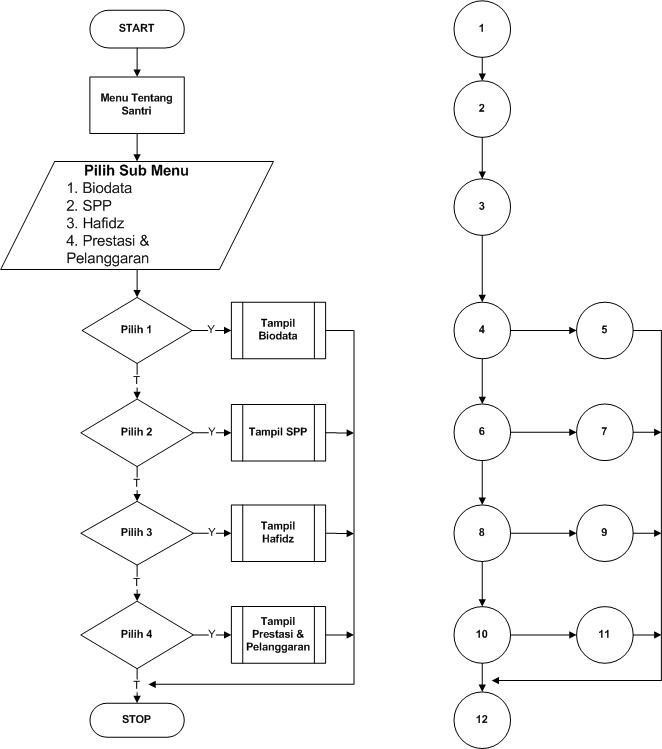 START
Menu Tentang
Santri
Pilih Sub Menu
1. Biodata
2. SPP
3. Hafidz
4. Prestasi &
Pelanggaran
Pilih 1
Y
Tampil
Biodata
T
Pilih 2
Y
Tampil SPP
T
Pilih 3
Y
Tampil
Hafidz
T
Pilih 4
Y
Tampil
Prestasi &
Pelanggaran
T
STOP
1
2
3
4
5
6
7
8
9
10
11
12